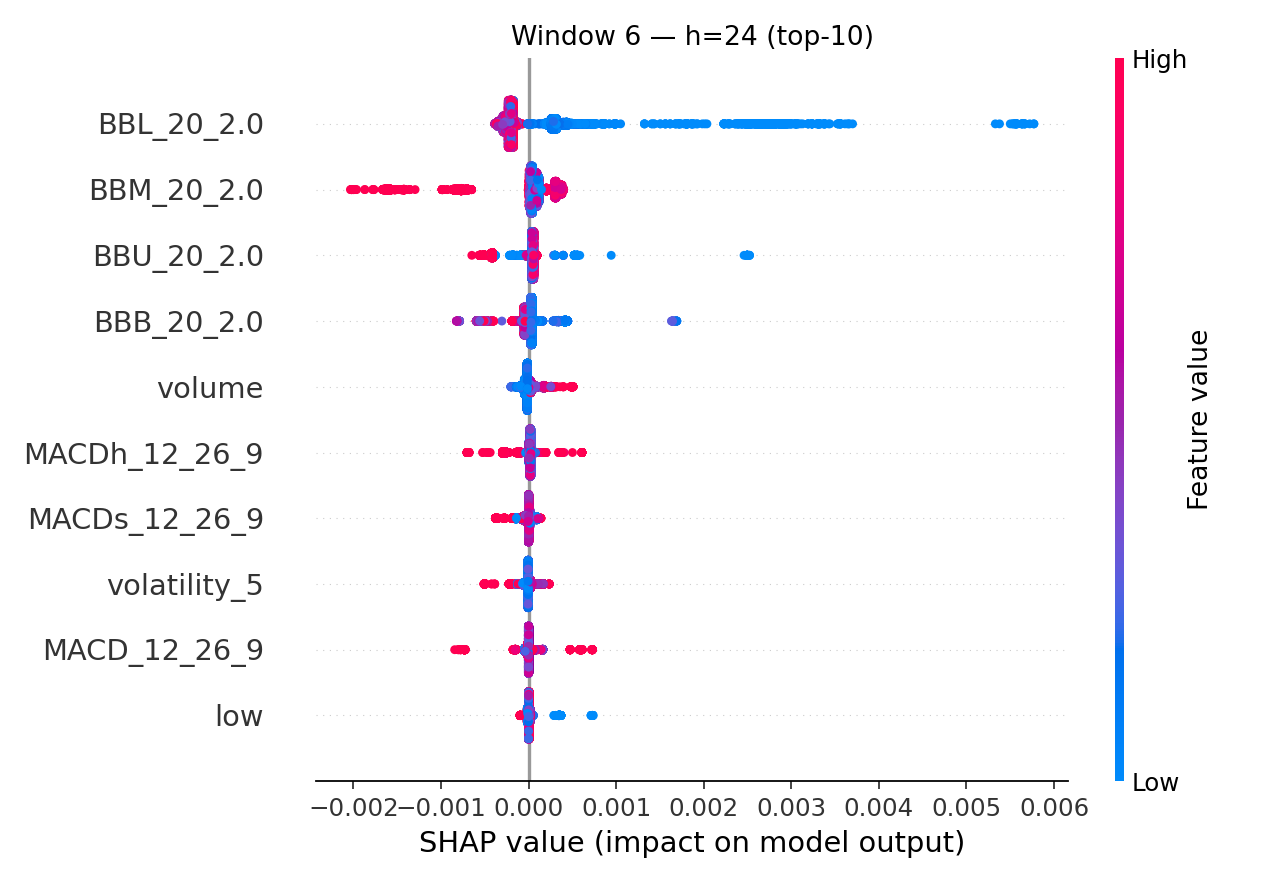 Window 6 — h=24 (top-10)
High
BBL_20_2.0
BBM_20_2.0
BBU_20_2.0
BBB_20_2.0
volume
MACDh_12_26_9
MACDs_12_26_9
volatility_5
MACD_12_26_9
low
Feature value
Low
−0.002 −0.001 0.000 0.001 0.002 0.003 0.004 0.005 0.006
SHAP value (impact on model output)